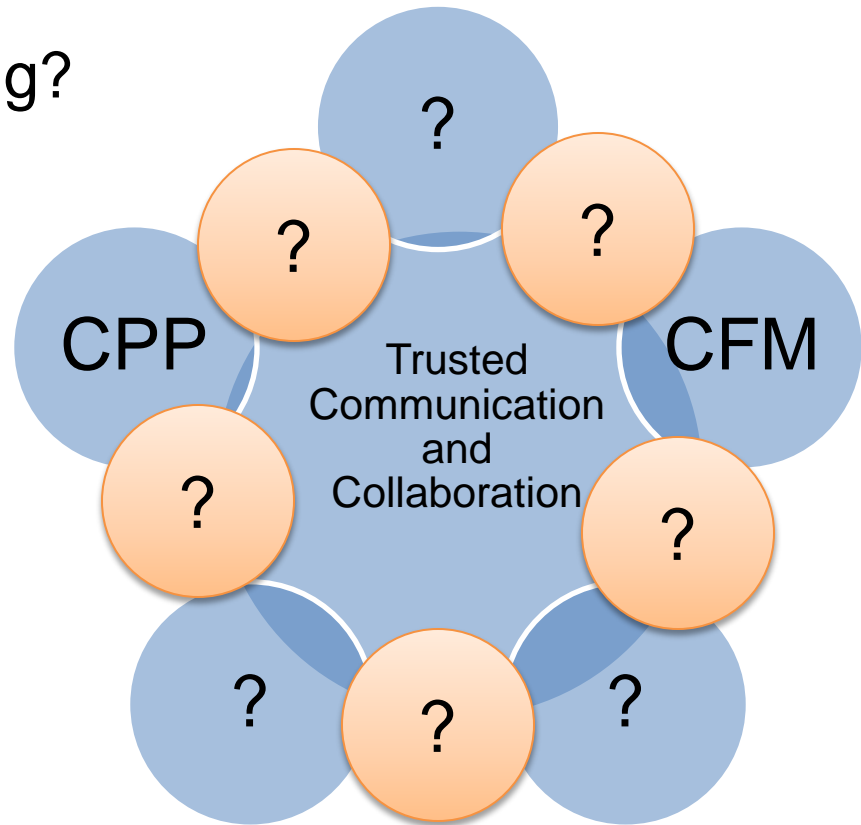 g?
?
?
?
CPP
CFM
Trusted
Communication
and
Collaboration
?
?
?
?
?